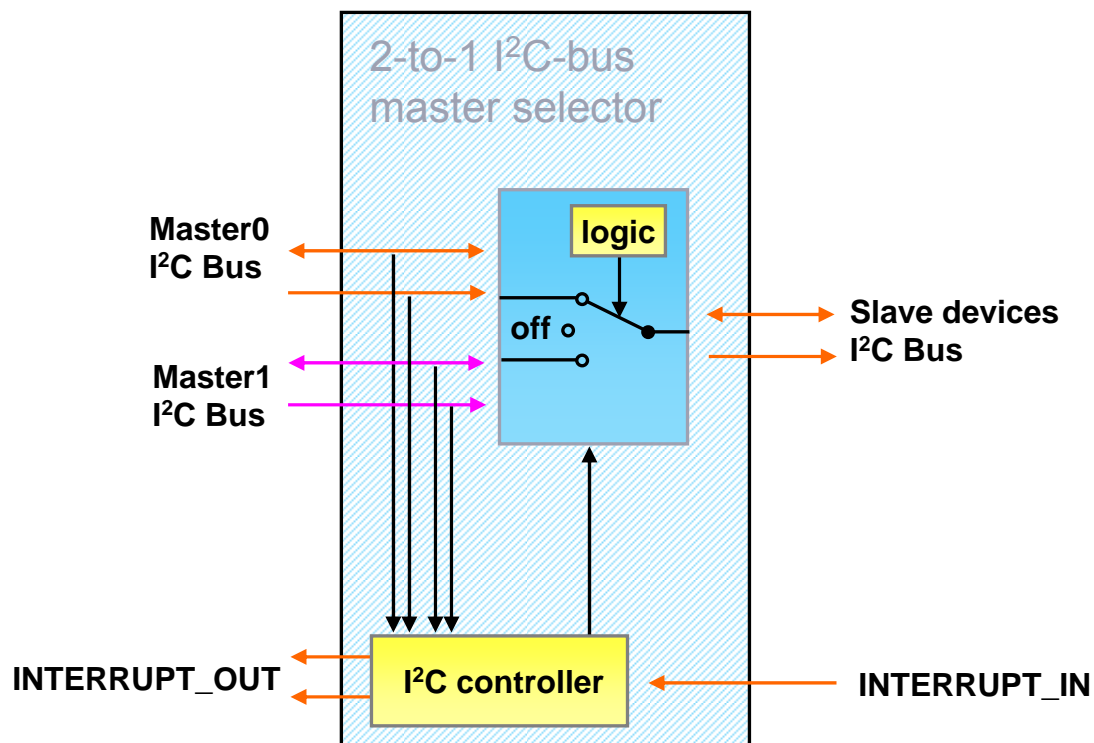 2-to-1 I²C-bus
master selector
logic
Master0
I²C Bus
off
Slave devices
I²C Bus
Master1
I²C Bus
INTERRUPT_OUT
I²C controller
INTERRUPT_IN